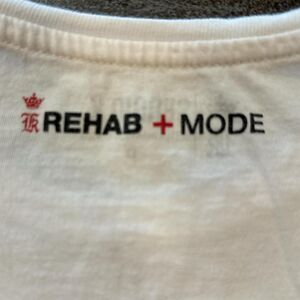 K REHAB + MODE